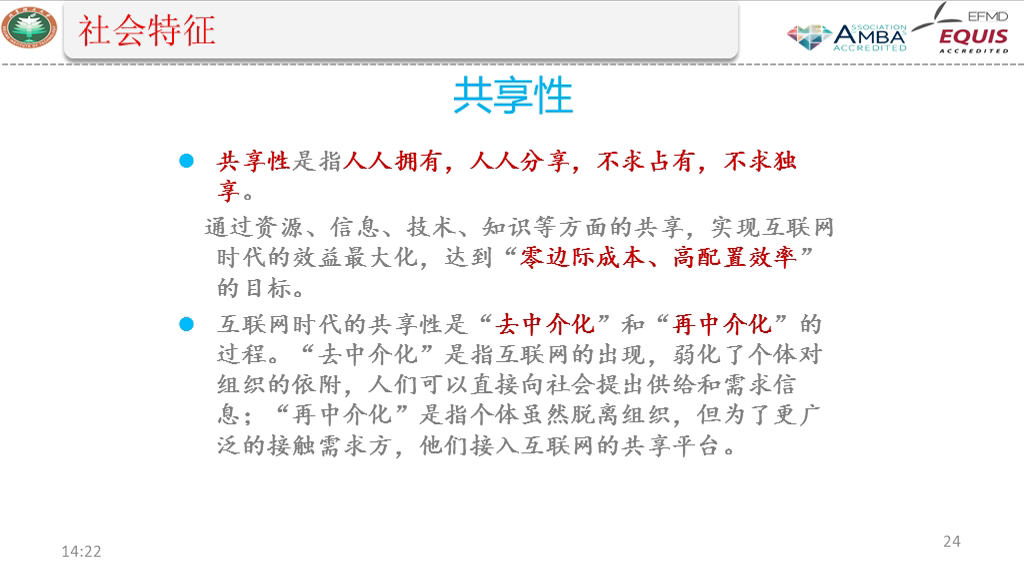 社会特征
ASSOCIATION
AMBA
ACCREDITED
EFMD
EQUIS
ACCREDITED
共享性
共享性是指人人拥有，人人分享，不求占有，不求独
享。
通过资源、信息、技术、知识等方面的共享，实现互联网
时代的效益最大化，达到“零边际成本、高配置效率”
的目标。
互联网时代的共享性是“去中介化”和“再中介化”的
过程。“去中介化”是指互联网的出现，弱化了个体对
组织的依附，人们可以直接向社会提出供给和需求信
息；“再中介化”是指个体虽然脱离组织，但为了更广
泛的接触需求方，他们接入互联网的共享平台。
14:22
24